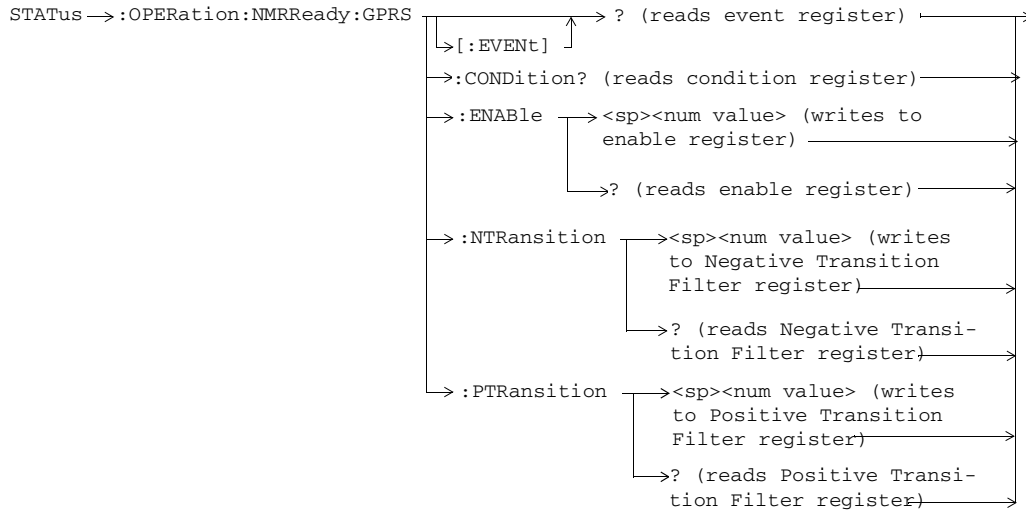 STATus :OPERation:NMRReady:GPRS ? (reads event register)
[:EVENt]
:CONDition? (reads condition register)
:ENABle <sp><num value> (writes to
enable register)
? (reads enable register)
:NTRansition <sp><num value> (writes
to Negative Transition
Filter register)
? (reads Negative Transi-
tion Filter register)
:PTRansition <sp><num value> (writes
to Positive Transition
Filter register)
? (reads Positive Transi-
tion Filter register)